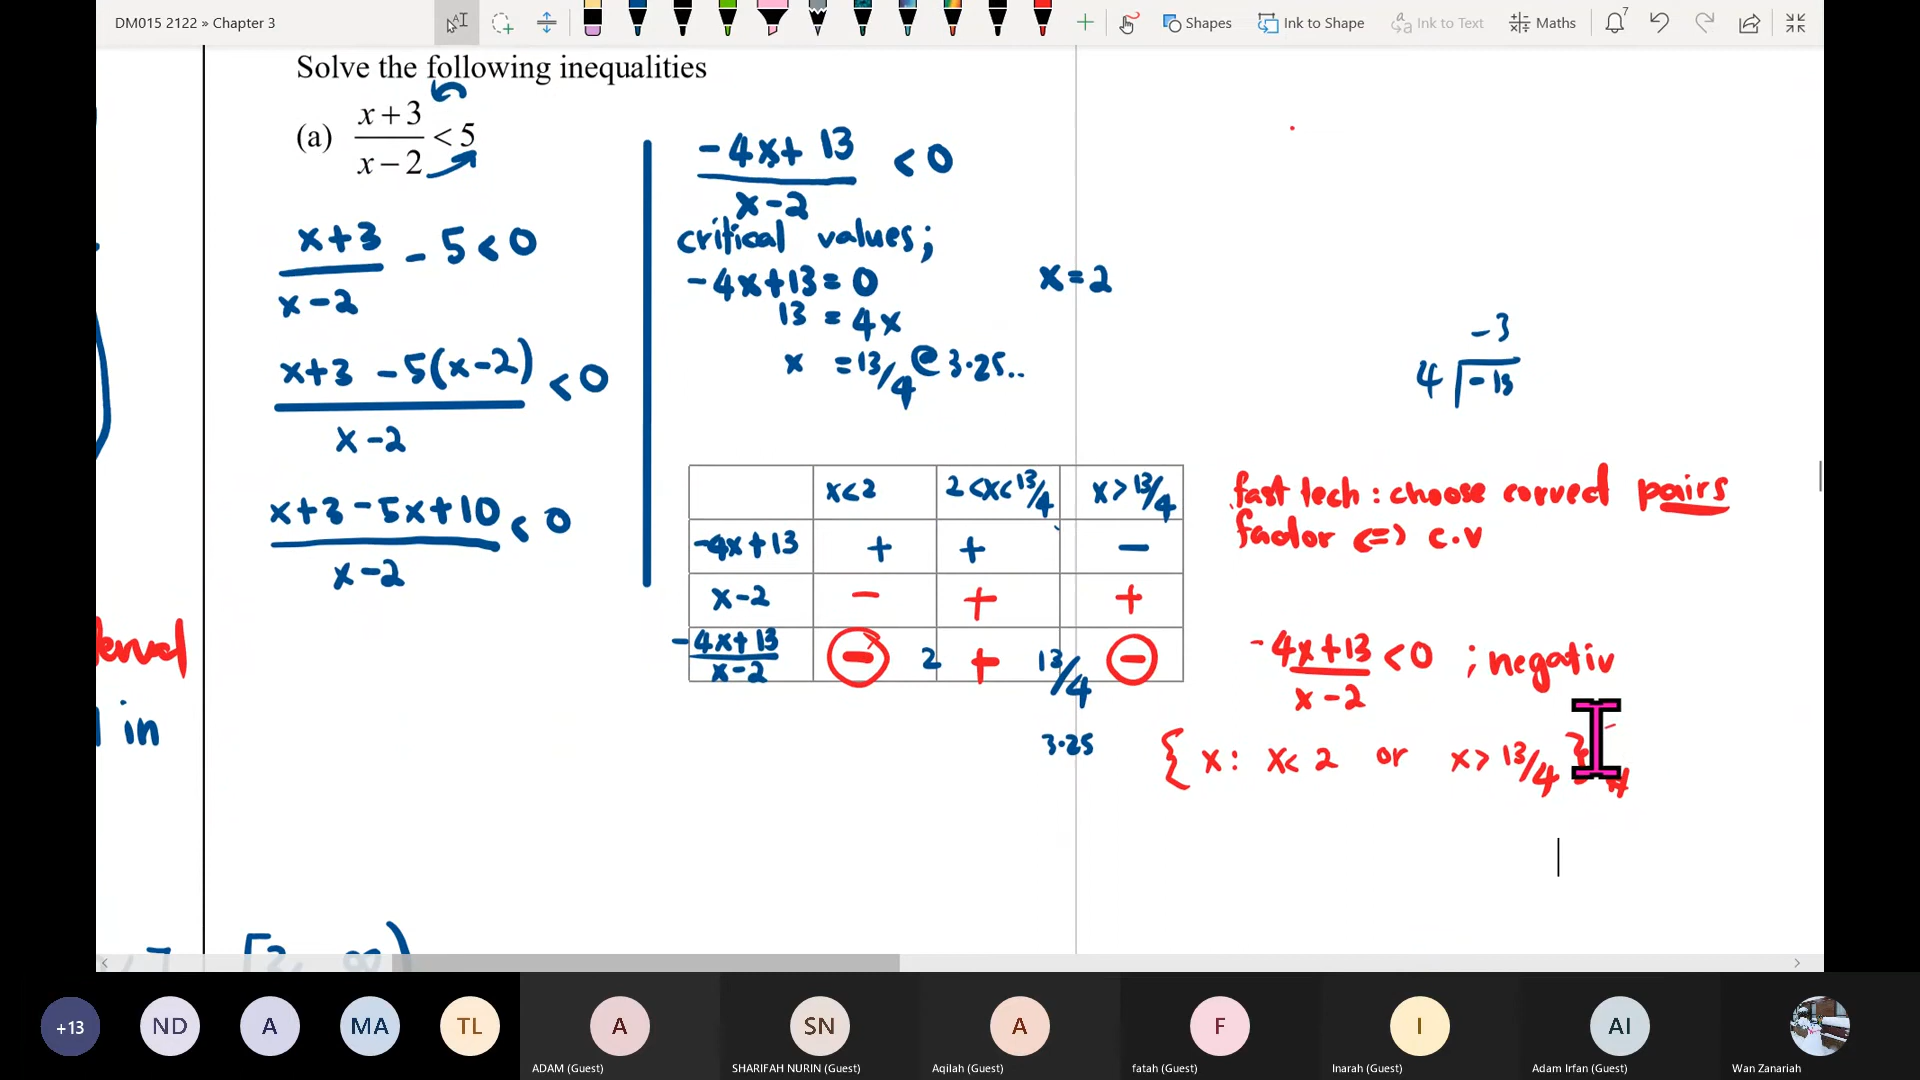 DM015 2122 » Chapter 3
Shapes
Ink to Shape
Ink to Text
Maths
7
Solve the following inequalities
(a) x + 3 / x − 2 < 5
x+3 / x-2 - 5 < 0
x+3 -5(x-2) / x-2 < 0
x+3-5x+10 / x-2 < 0
-4x+13 / x-2 < 0
critical values;
-4x+13=0
x=2
13 = 4x
x = 13/4 @ 3.25..
-3
4 -13
x<2 2<x<13/4 x>13/4
-4x+13 + + -
x-2 - + +
-4x+13 / x-2 - 2 + 13/4 -
3.25
fast tech: choose pairs
factor <=> c.v
-4x+13 / x-2 < 0 ; negativ
{ x: x<2 or x>13/4 }
in
+13
ND
A
MA
TL
A
ADAM (Guest)
SN
SHARIFAH NURIN (Guest)
A
Aqilah (Guest)
F
fatah (Guest)
I
Inarah (Guest)
AI
Adam Irfan (Guest)
Wan Zanariah